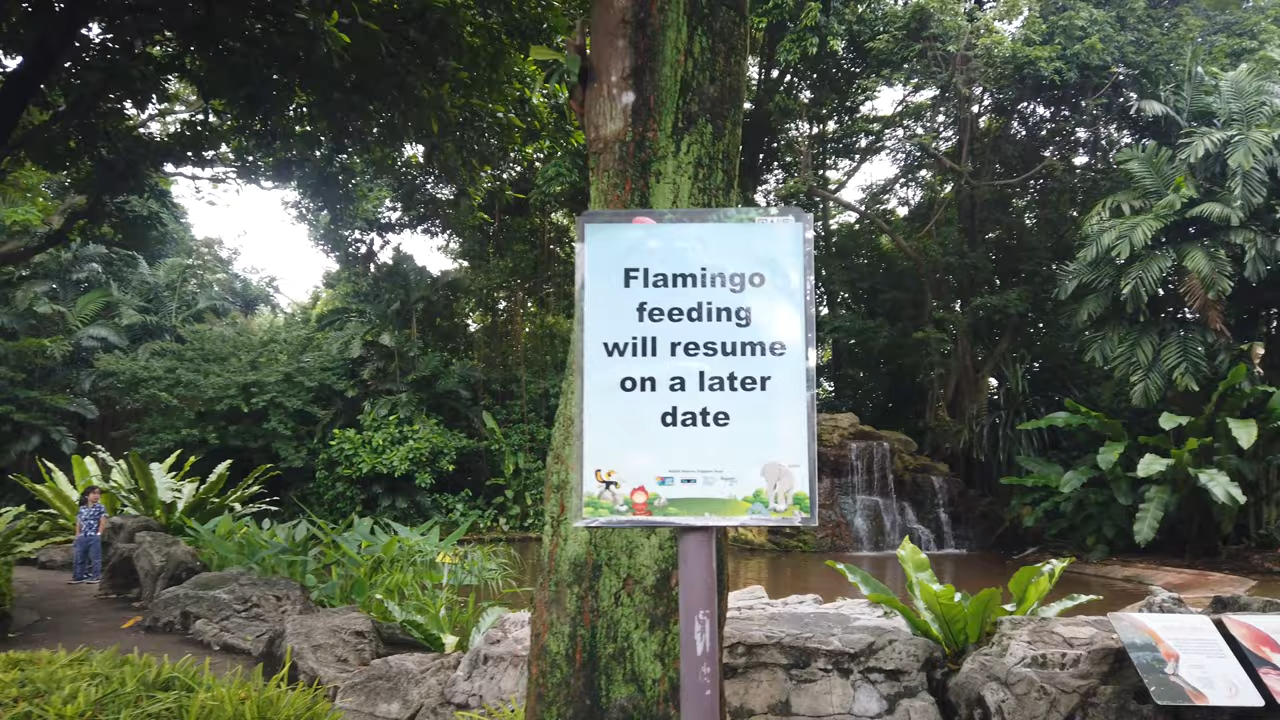 Flamingo
feeding
will resume
on a later
date